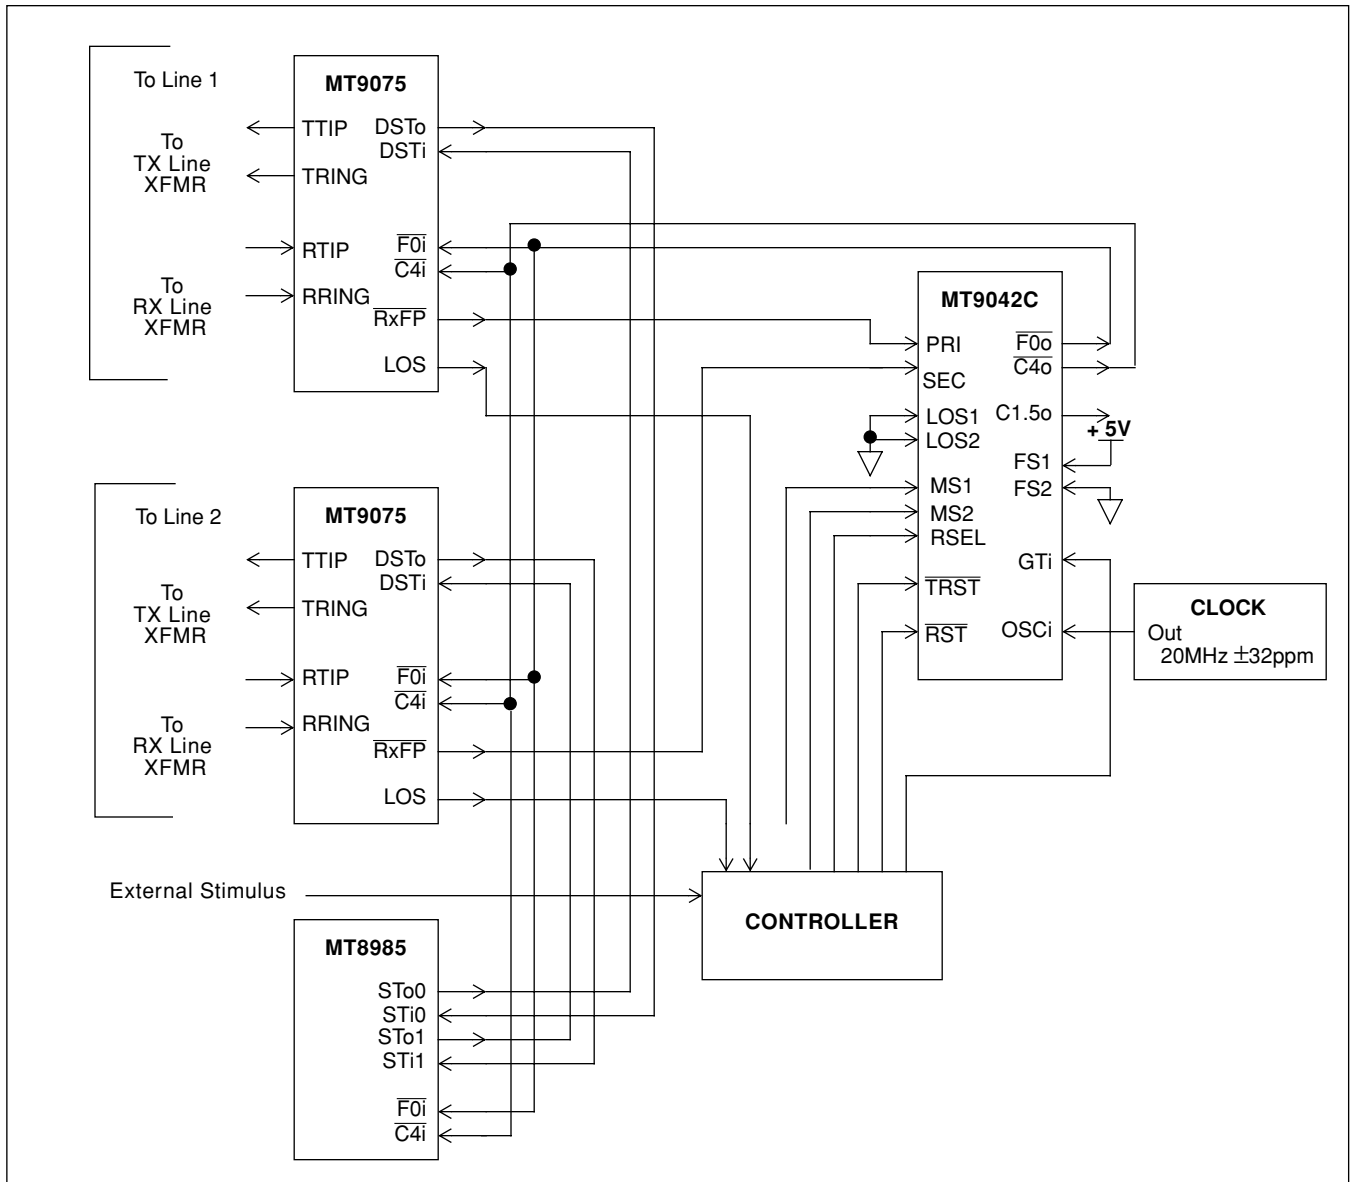 To Line 1
To
TX Line
XFMR
To
RX Line
XFMR
MT9075
TTIP
TRING
RTIP
RRING
DSTo
DSTi
F0i
C4i
RxFP
LOS
MT9042C
PRI
SEC
LOS1
LOS2
MS1
MS2
RSEL
TRST
RST
F0o
C4o
C1.5o
+ 5V
FS1
FS2
GTi
OSCi
CLOCK
Out
20MHz ±32ppm
To Line 2
To
TX Line
XFMR
To
RX Line
XFMR
MT9075
TTIP
TRING
RTIP
RRING
DSTo
DSTi
F0i
C4i
RxFP
LOS
External Stimulus
CONTROLLER
MT8985
STo0
STi0
STo1
STi1
F0i
C4i